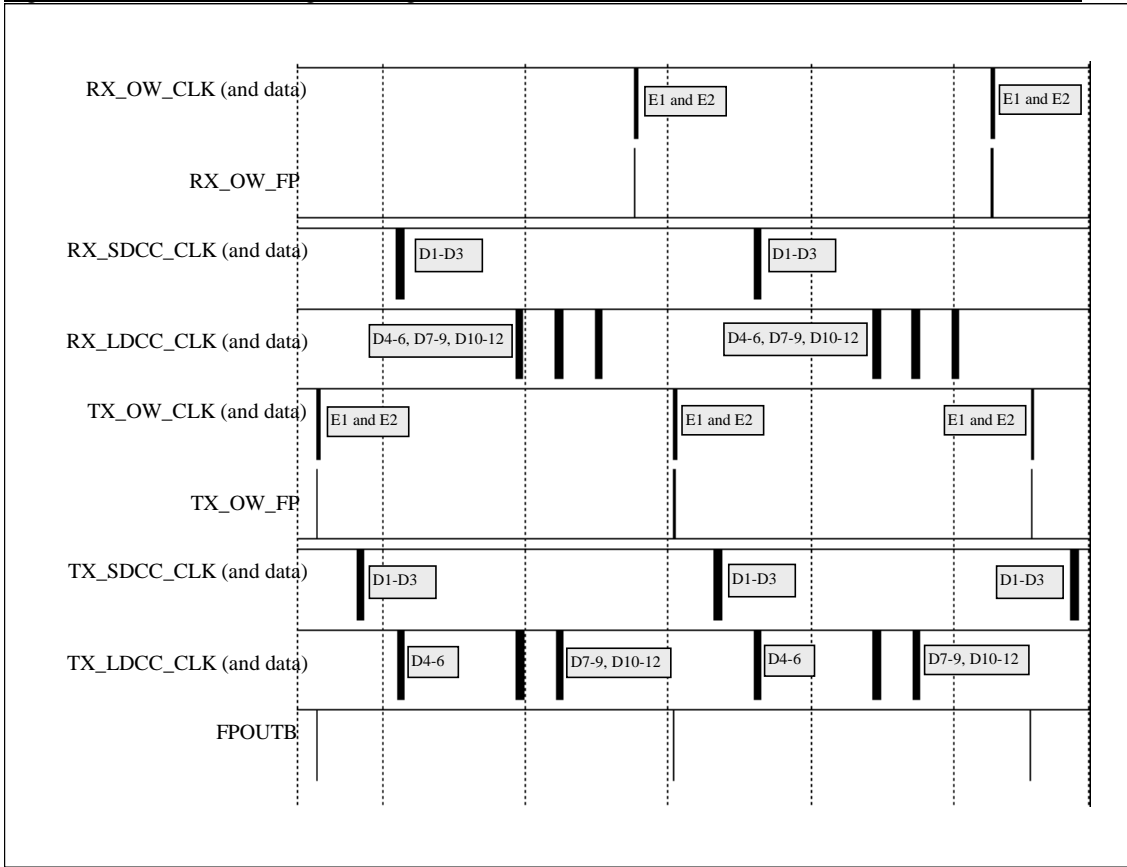 RX_OW_CLK (and data)
E1 and E2
E1 and E2
RX_OW_FP
RX_SDCC_CLK (and data)
D1-D3
D1-D3
RX_LDCC_CLK (and data)
D4-6, D7-9, D10-12
D4-6, D7-9, D10-12
TX_OW_CLK (and data)
E1 and E2
E1 and E2
E1 and E2
TX_OW_FP
TX_SDCC_CLK (and data)
D1-D3
D1-D3
D1-D3
TX_LDCC_CLK (and data)
D4-6
D7-9, D10-12
D4-6
D7-9, D10-12
FPOUTB